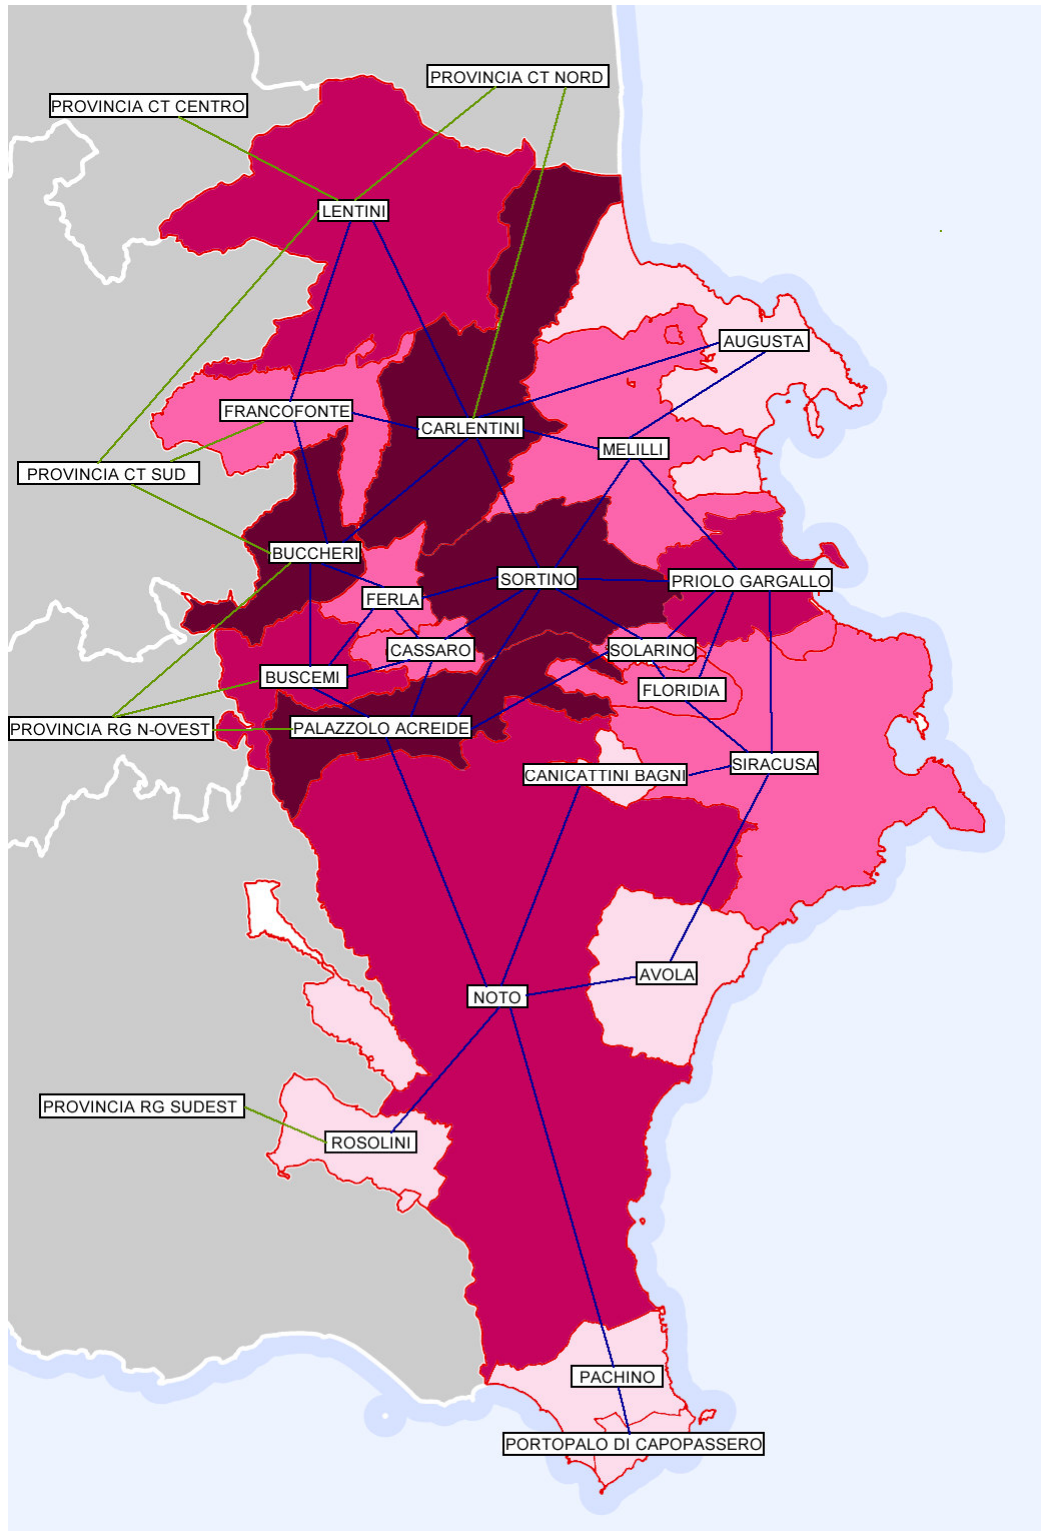 PROVINCIA CT NORD
PROVINCIA CT CENTRO
LENTINI
AUGUSTA
FRANCOFONTE
CARLENTINI
MELILLI
PROVINCIA CT SUD
BUCCHERI
SORTINO
PRIOLO GARGALLO
FERLA
CASSARO
SOLARINO
BUSCEMI
FLORIDIA
PROVINCIA RG N-OVEST
PALAZZOLO ACREIDE
SIRACUSA
CANICATTINI BAGNI
AVOLA
NOTO
PROVINCIA RG SUDEST
ROSOLINI
PACHINO
PORTOPALO DI CAPOPASSERO